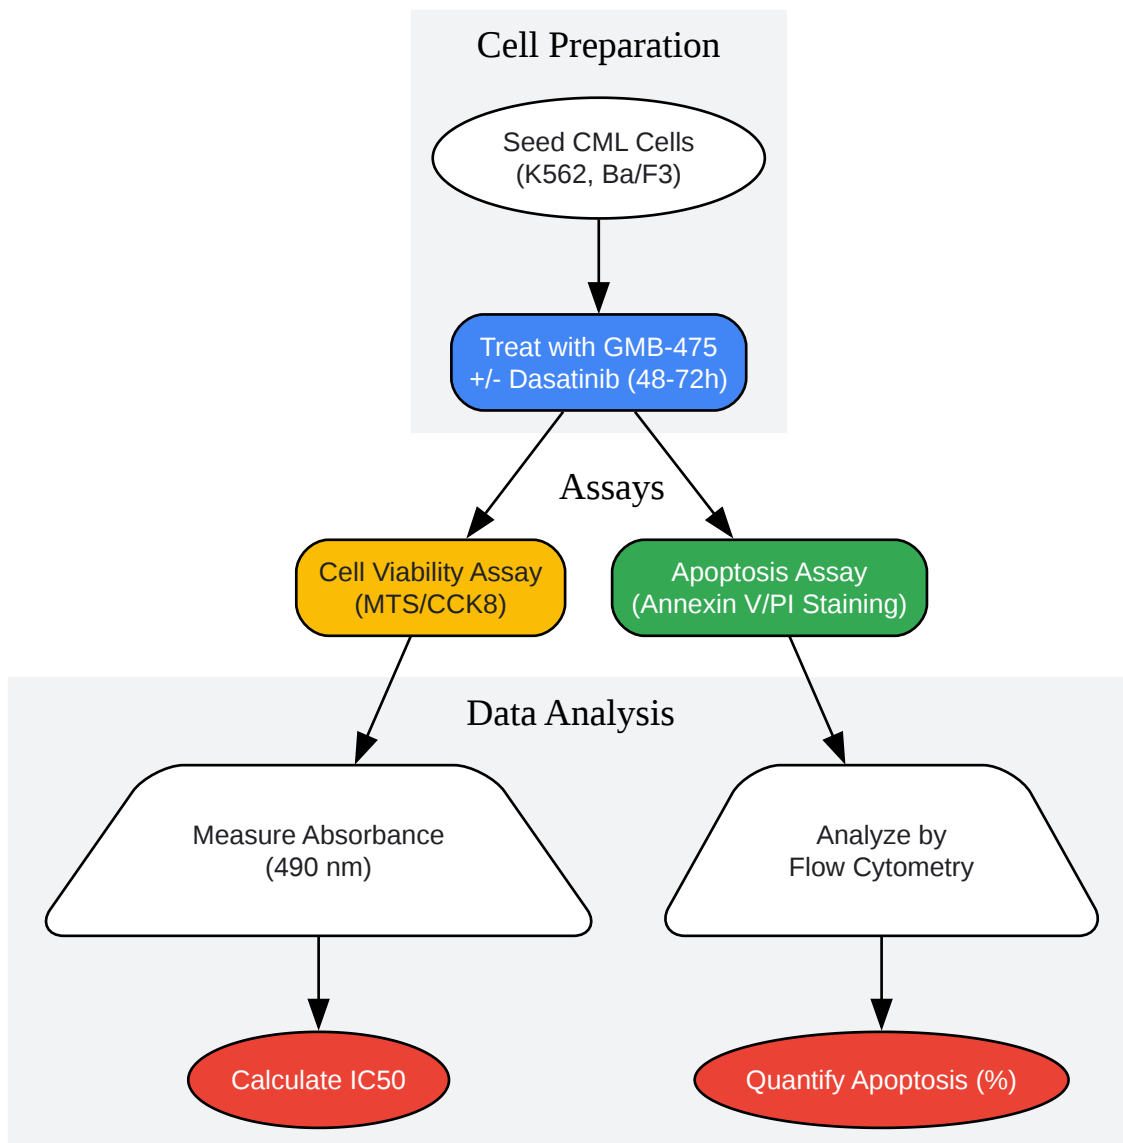 Cell Preparation
Seed CML Cells
(K562, Ba/F3)
Treat with GMB-475
+/- Dasatinib (48-72h)
Assays
Cell Viability Assay
(MTS/CCK8)
Apoptosis Assay
(Annexin V/PI Staining)
Data Analysis
Measure Absorbance
(490 nm)
Analyze by
Flow Cytometry
Calculate IC50
Quantify Apoptosis (%)